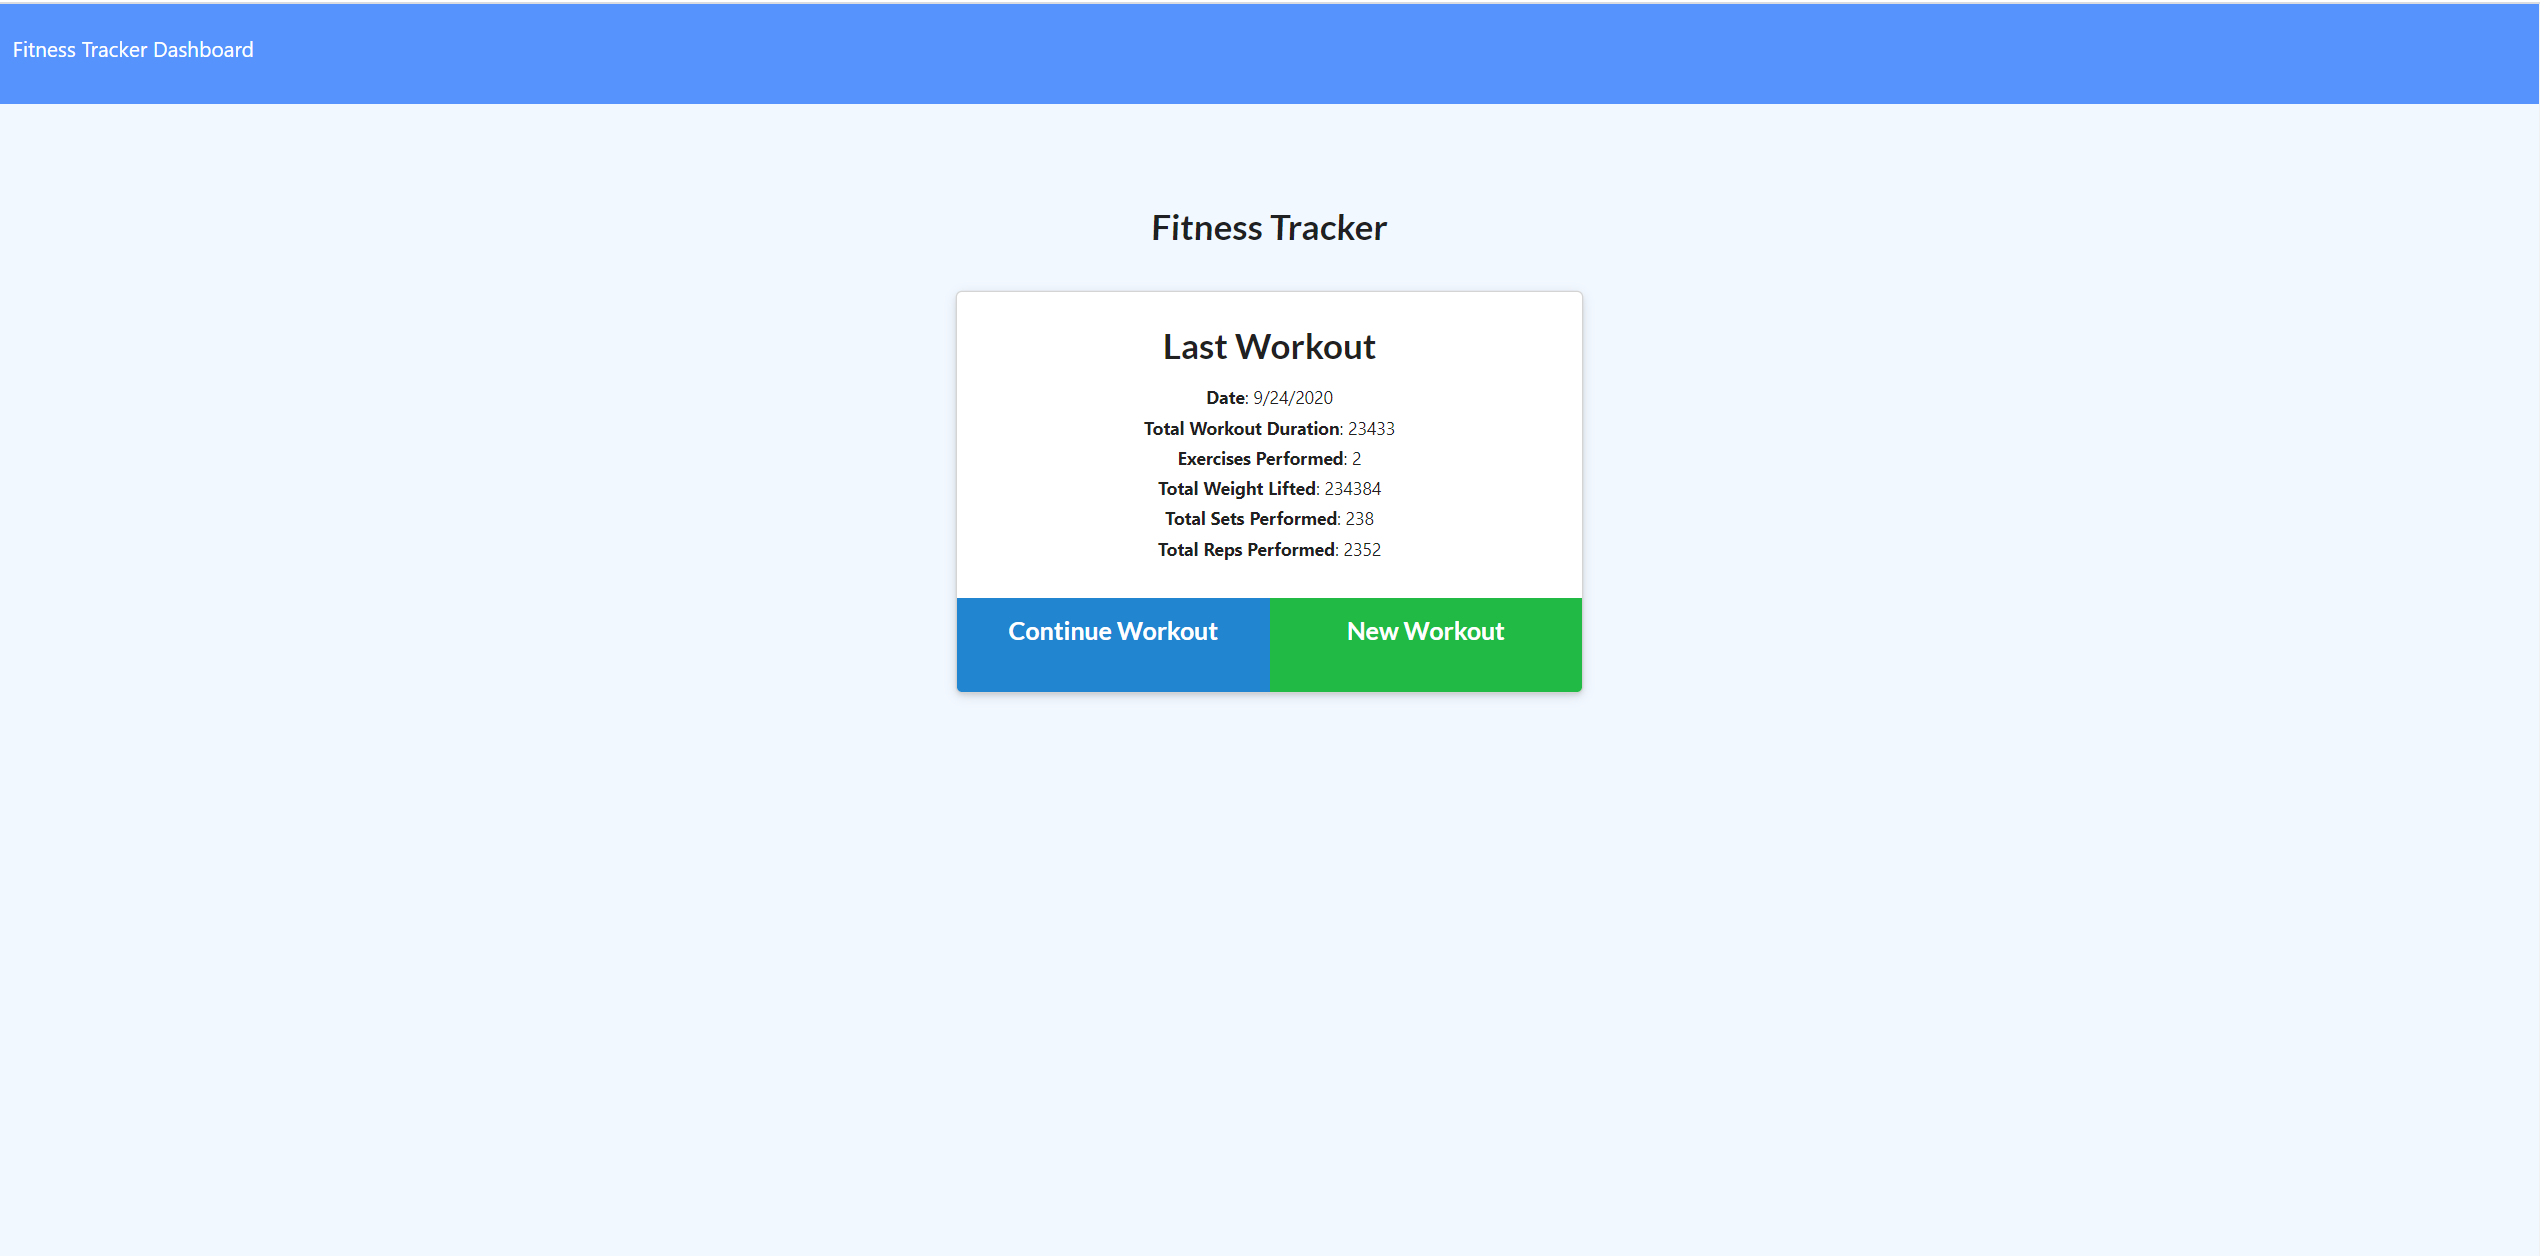 Fitness Tracker Dashboard
Fitness Tracker
Last Workout
Date: 9/24/2020
Total Workout Duration: 23433
Exercises Performed: 2
Total Weight Lifted: 234384
Total Sets Performed: 238
Total Reps Performed: 2352
Continue Workout
New Workout